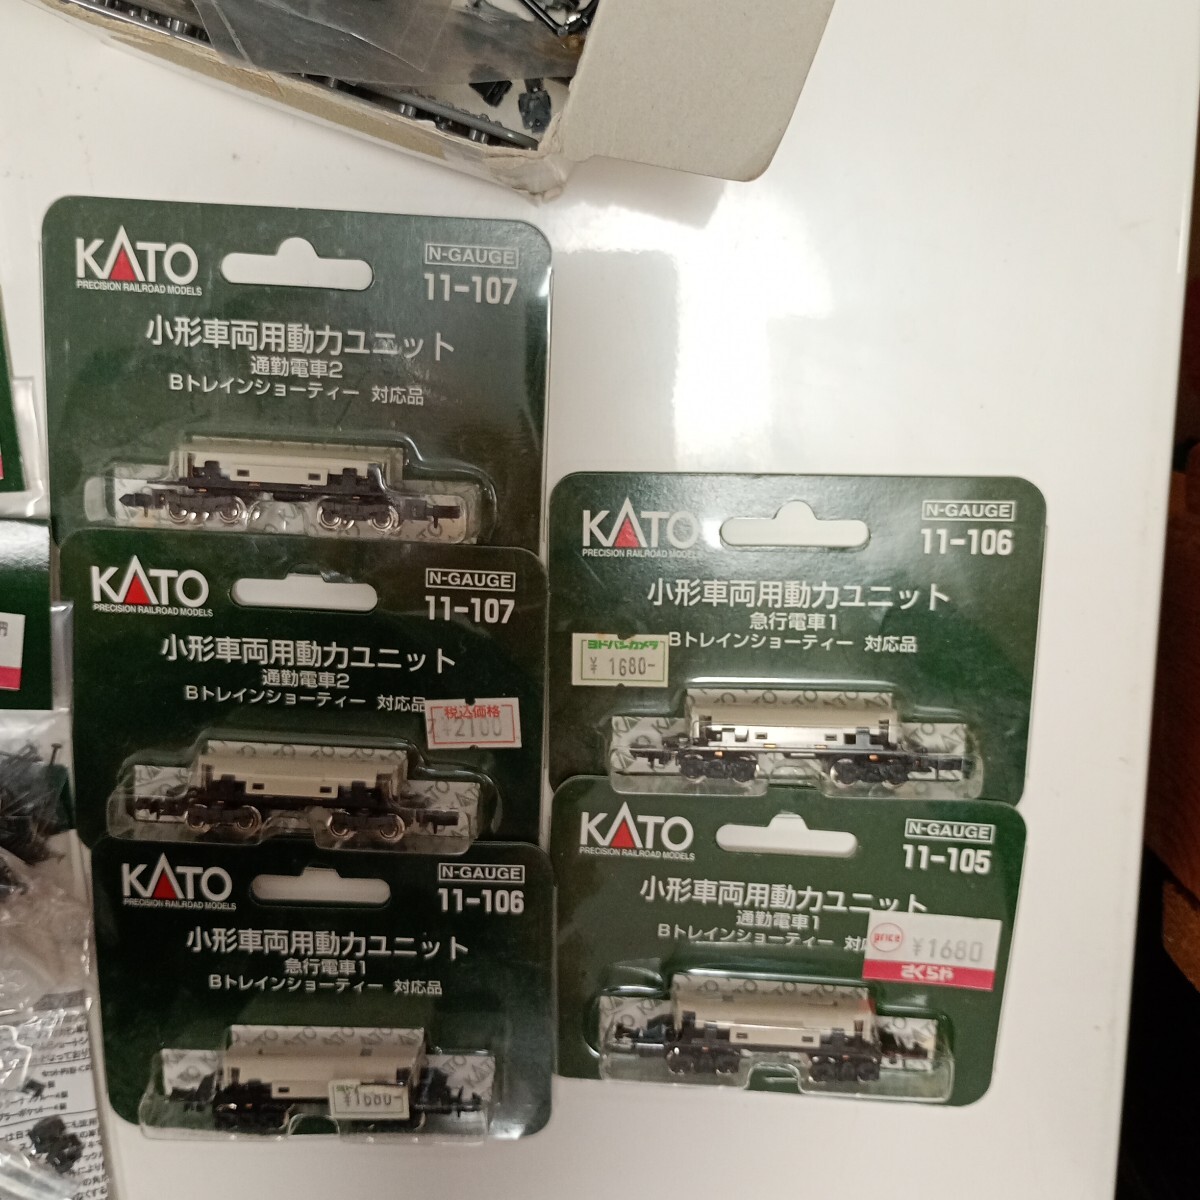 KATO
PRECISION RAILROAD MODELS
N-GAUGE
11-107
小形車両用動力ユニット
通勤電車2
Bトレインショーティー 対応品
KATO
PRECISION RAILROAD MODELS
N-GAUGE
11-107
小形車両用動力ユニット
通勤電車2
Bトレインショーティー 対応品
税込価格
¥2100
KATO
PRECISION RAILROAD MODELS
N-GAUGE
11-106
小形車両用動力ユニット
急行電車1
Bトレインショーティー 対応品
¥1680-
KATO
PRECISION RAILROAD MODELS
N-GAUGE
11-106
小形車両用動力ユニット
急行電車1
Bトレインショーティー 対応品
ヨドバシカメラ
¥1680-
KATO
PRECISION RAILROAD MODELS
N-GAUGE
11-105
小形車両用動力ユニット
通勤電車1
Bトレインショーティー 対
price ¥1680
さくらや
円